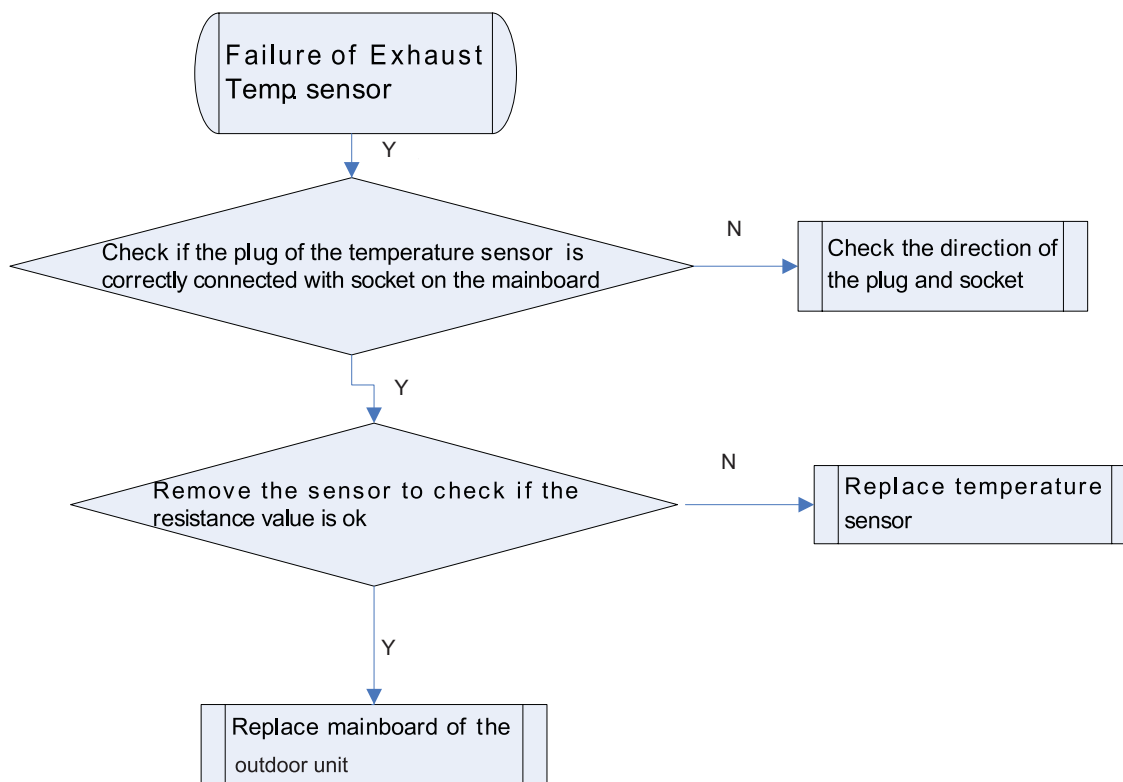 Failure of Exhaust
Temp. sensor
Y
Check if the plug of the temperature sensor is
correctly connected with socket on the mainboard
N
Check the direction of
the plug and socket
Y
Remove the sensor to check if the
resistance value is ok
N
Replace temperature
sensor
Y
Replace mainboard of the
outdoor unit